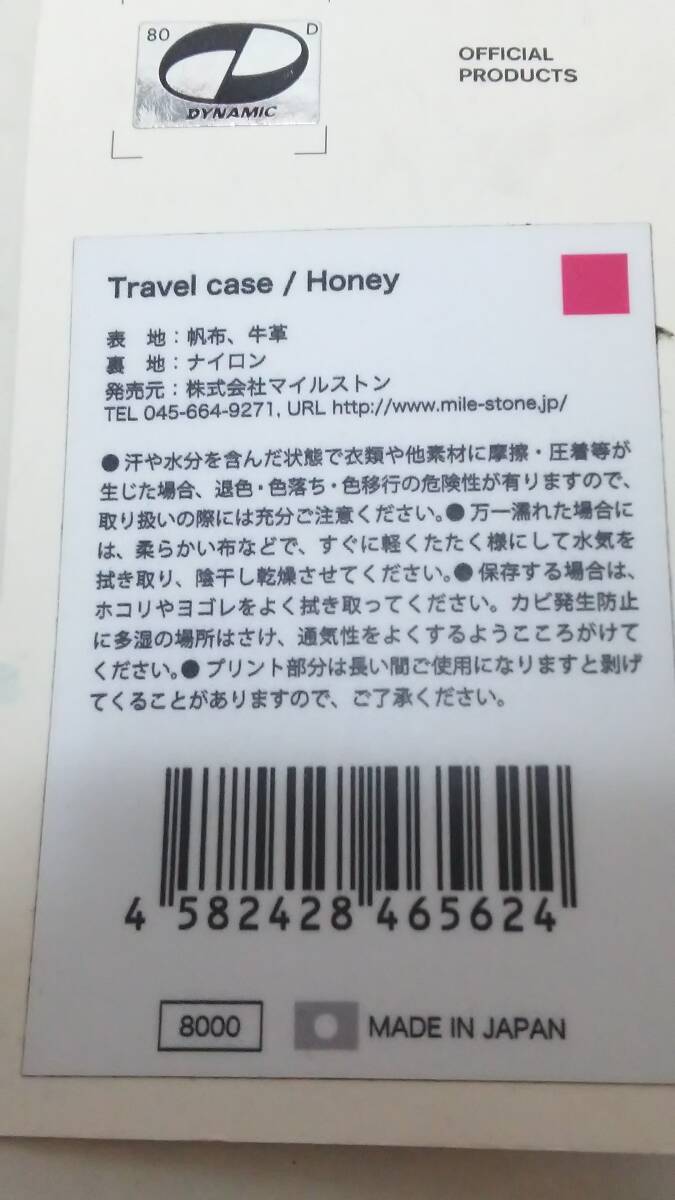 80 D
DYNAMIC
OFFICIAL
PRODUCTS
Travel case / Honey
表 地：帆布、牛革
裏 地：ナイロン
発売元：株式会社マイルストン
TEL 045-664-9271, URL http://www.mile-stone.jp/
●汗や水分を含んだ状態で衣類や他素材に摩擦・圧着等が
生じた場合、退色・色落ち・色移行の危険性が有りますので、
取り扱いの際には充分ご注意ください。●万一濡れた場合に
は、柔らかい布などで、すぐに軽くたたく様にして水気を
拭き取り、陰干し乾燥させてください。●保存する場合は、
ホコリやヨゴレをよく拭き取ってください。カビ発生防止
に多湿の場所はさけ、通気性をよくするようこころがけて
ください。●プリント部分は長い間ご使用になりますと剥げ
てくることがありますので、ご了承ください。
4 582428 465624
8000 MADE IN JAPAN